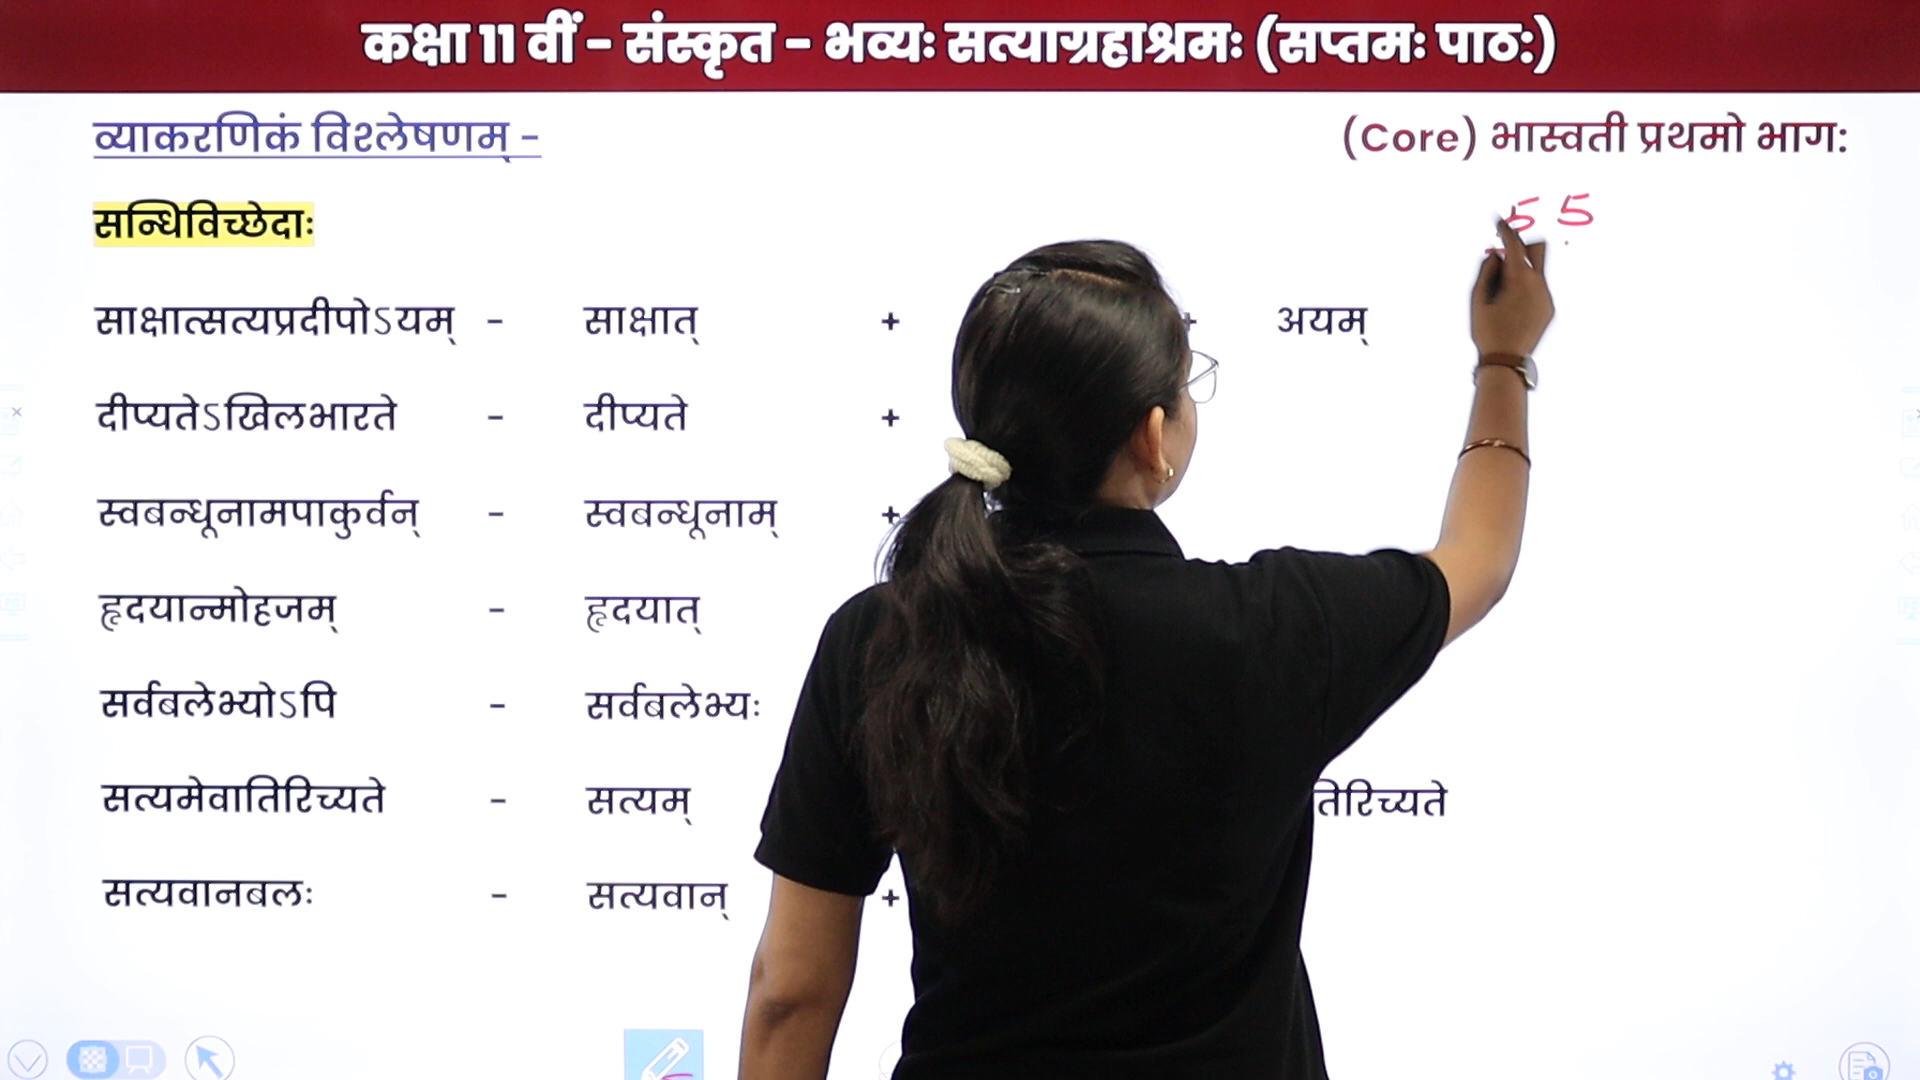 कक्षा 11 वीं - संस्कृत - भव्यः सत्याग्रहाश्रमः (सप्तमः पाठः)
व्याकरणिकं विश्लेषणम् - (Core) भास्वती प्रथमो भाग:
सन्धिविच्छेदाः
5 5
साक्षात्सत्यप्रदीपोऽयम् - साक्षात् + + अयम्
दीप्यतेऽखिलभारते - दीप्यते +
स्वबन्धूनामपाकुर्वन् - स्वबन्धूनाम् +
हृदयान्मोहजम् - हृदयात्
सर्वबलेभ्योऽपि - सर्वबलेभ्यः
सत्यमेवातिरिच्यते - सत्यम् तिरिच्यते
सत्यवानबलः - सत्यवान् +